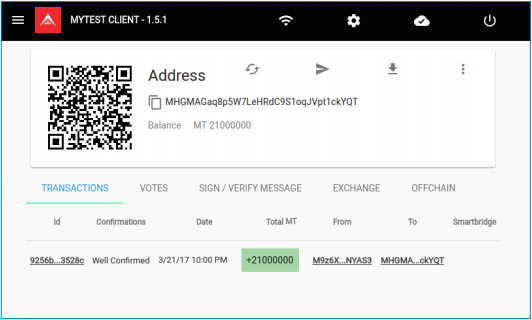 MYTEST CLIENT - 1.5.1
Address
MHGMAGaq8p5W7LeHRdC9S1oqJVpt1ckYQT
Balance MT 21000000
TRANSACTIONS VOTES SIGN / VERIFY MESSAGE EXCHANGE OFFCHAIN
Id Confirmations Date Total MT From To Smartbridge
9256b...3528c Well Confirmed 3/21/17 10:00 PM +21000000 M9z6X...NYAS3 MHGMA...ckYQT